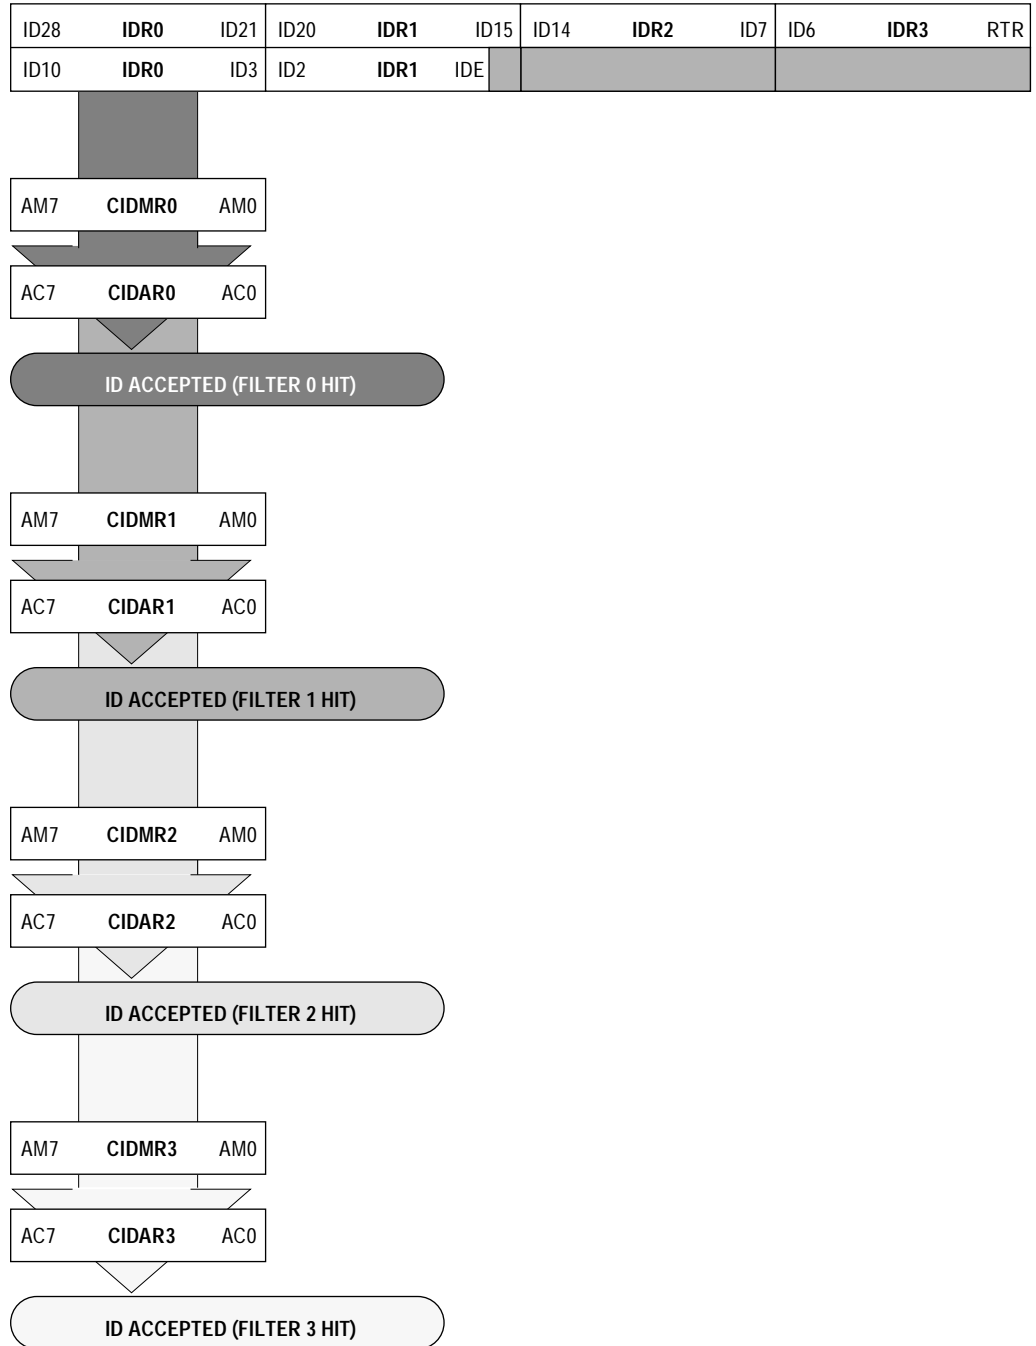 ID28 IDR0 ID21 ID20 IDR1 ID15 ID14 IDR2 ID7 ID6 IDR3 RTR
ID10 IDR0 ID3 ID2 IDR1 IDE
AM7 CIDMR0 AM0
AC7 CIDAR0 AC0
ID ACCEPTED (FILTER 0 HIT)
AM7 CIDMR1 AM0
AC7 CIDAR1 AC0
ID ACCEPTED (FILTER 1 HIT)
AM7 CIDMR2 AM0
AC7 CIDAR2 AC0
ID ACCEPTED (FILTER 2 HIT)
AM7 CIDMR3 AM0
AC7 CIDAR3 AC0
ID ACCEPTED (FILTER 3 HIT)